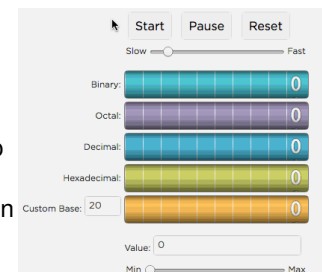 Start Pause Reset
Slow Fast
Binary: 0
Octal: 0
Decimal: 0
o
Hexadecimal: 0
n
Custom Base: 20 0
Value: 0
Min Max